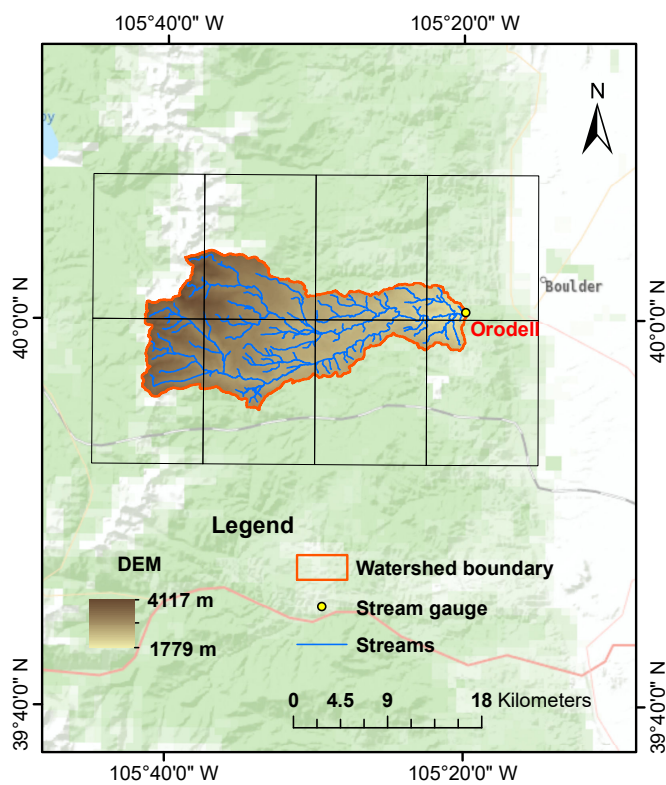 105°40'0" W 105°20'0" W
N
Boulder
Orodell
40°0'0" N 40°0'0" N
Legend
DEM
4117 m
1779 m
Watershed boundary
Stream gauge
Streams
0 4.5 9 18 Kilometers
39°40'0" N 39°40'0" N
105°40'0" W 105°20'0" W